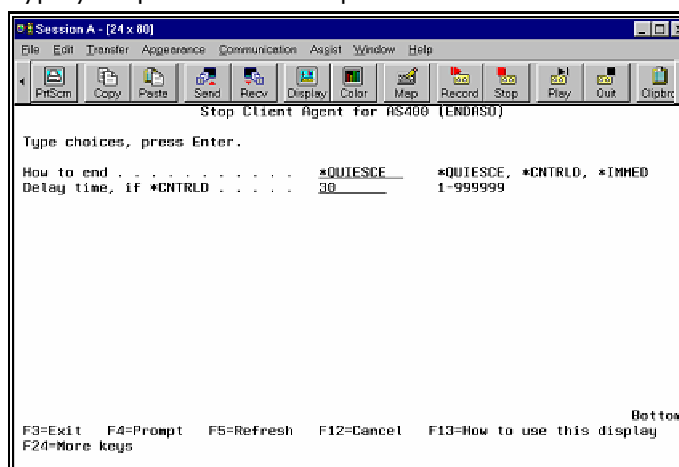 Session A - [24 x 80]
File Edit Transfer Appearance Communication Assist Window Help
PrtScrn Copy Paste Send Recv Display Color Map Record Stop Play Quit
Stop Client Agent for AS400 (ENDASO)
Type choices, press Enter.
How to end . . . . . . . . . . . *QUIESCE *QUIESCE, *CNTRLD, *IMMED
Delay time, if *CNTRLD . . . . . 30 1-999999
Bottom
F3=Exit F4=Prompt F5=Refresh F12=Cancel F13=How to use this display
F24=More keys